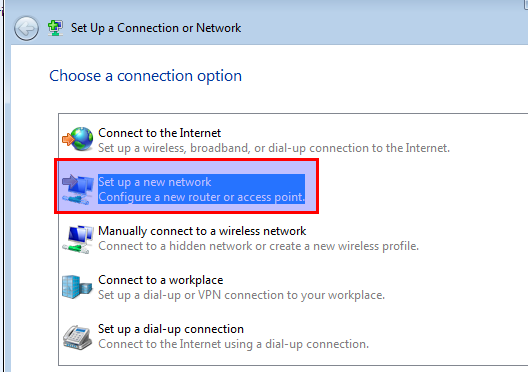 Set Up a Connection or Network
Choose a connection option
Connect to the Internet
Set up a wireless, broadband, or dial-up connection to the Internet.
Set up a new network
Configure a new router or access point.
Manually connect to a wireless network
Connect to a hidden network or create a new wireless profile.
Connect to a workplace
Set up a dial-up or VPN connection to your workplace.
Set up a dial-up connection
Connect to the Internet using a dial-up connection.